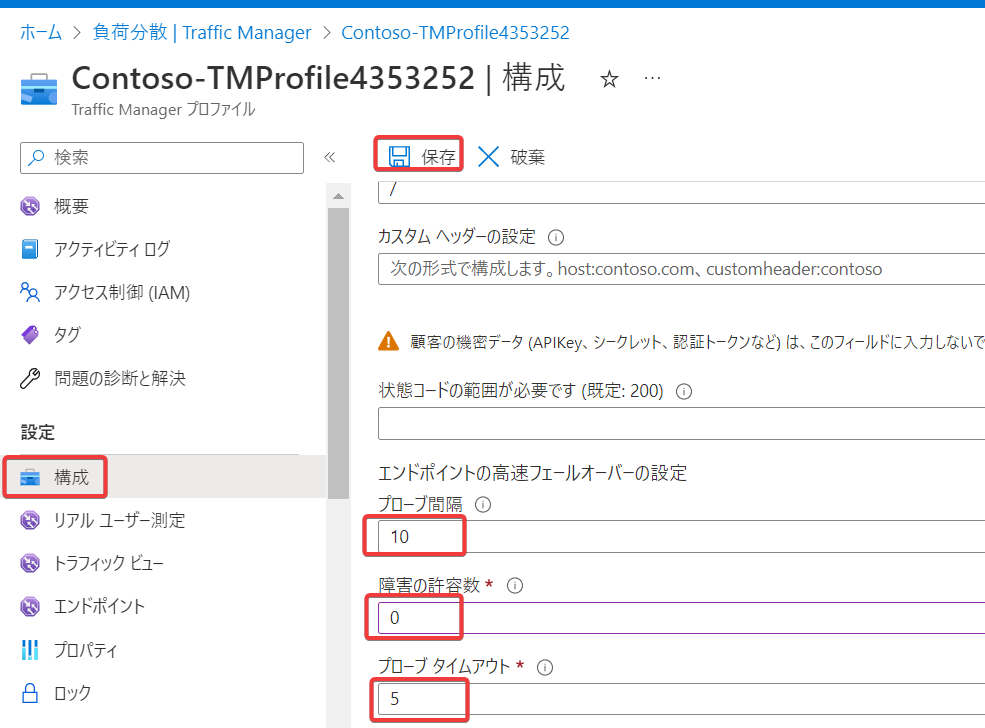 ホーム > 負荷分散 | Traffic Manager > Contoso-TMProfile4353252
Contoso-TMProfile4353252 | 構成 ☆ …
Traffic Manager プロファイル
検索 «
概要
アクティビティ ログ
アクセス制御 (IAM)
タグ
問題の診断と解決
設定
構成
リアル ユーザー測定
トラフィック ビュー
エンドポイント
プロパティ
ロック
保存 破棄
/
カスタム ヘッダーの設定
次の形式で構成します。host:contoso.com、customheader:contoso
顧客の機密データ (APIKey、シークレット、認証トークンなど) は、このフィールドに入力しないで
状態コードの範囲が必要です (既定: 200)
エンドポイントの高速フェールオーバーの設定
プローブ間隔
10
障害の許容数 *
0
プローブ タイムアウト *
5